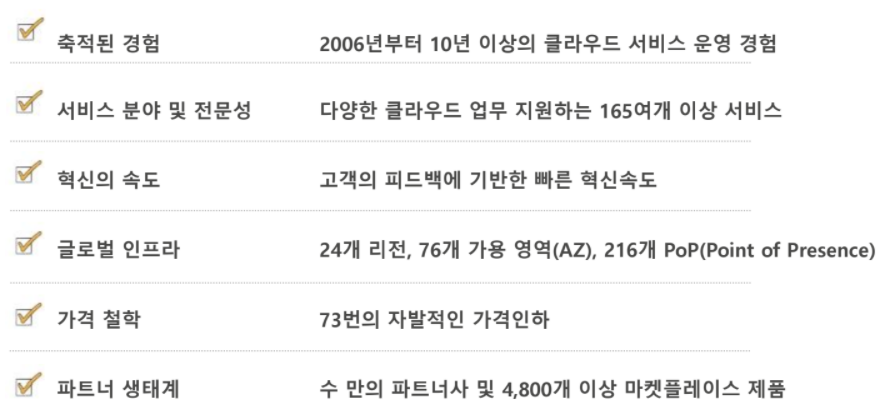 축적된 경험 2006년부터 10년 이상의 클라우드 서비스 운영 경험
서비스 분야 및 전문성 다양한 클라우드 업무 지원하는 165여개 이상 서비스
혁신의 속도 고객의 피드백에 기반한 빠른 혁신속도
글로벌 인프라 24개 리전, 76개 가용 영역(AZ), 216개 PoP(Point of Presence)
가격 철학 73번의 자발적인 가격인하
파트너 생태계 수 만의 파트너사 및 4,800개 이상 마켓플레이스 제품